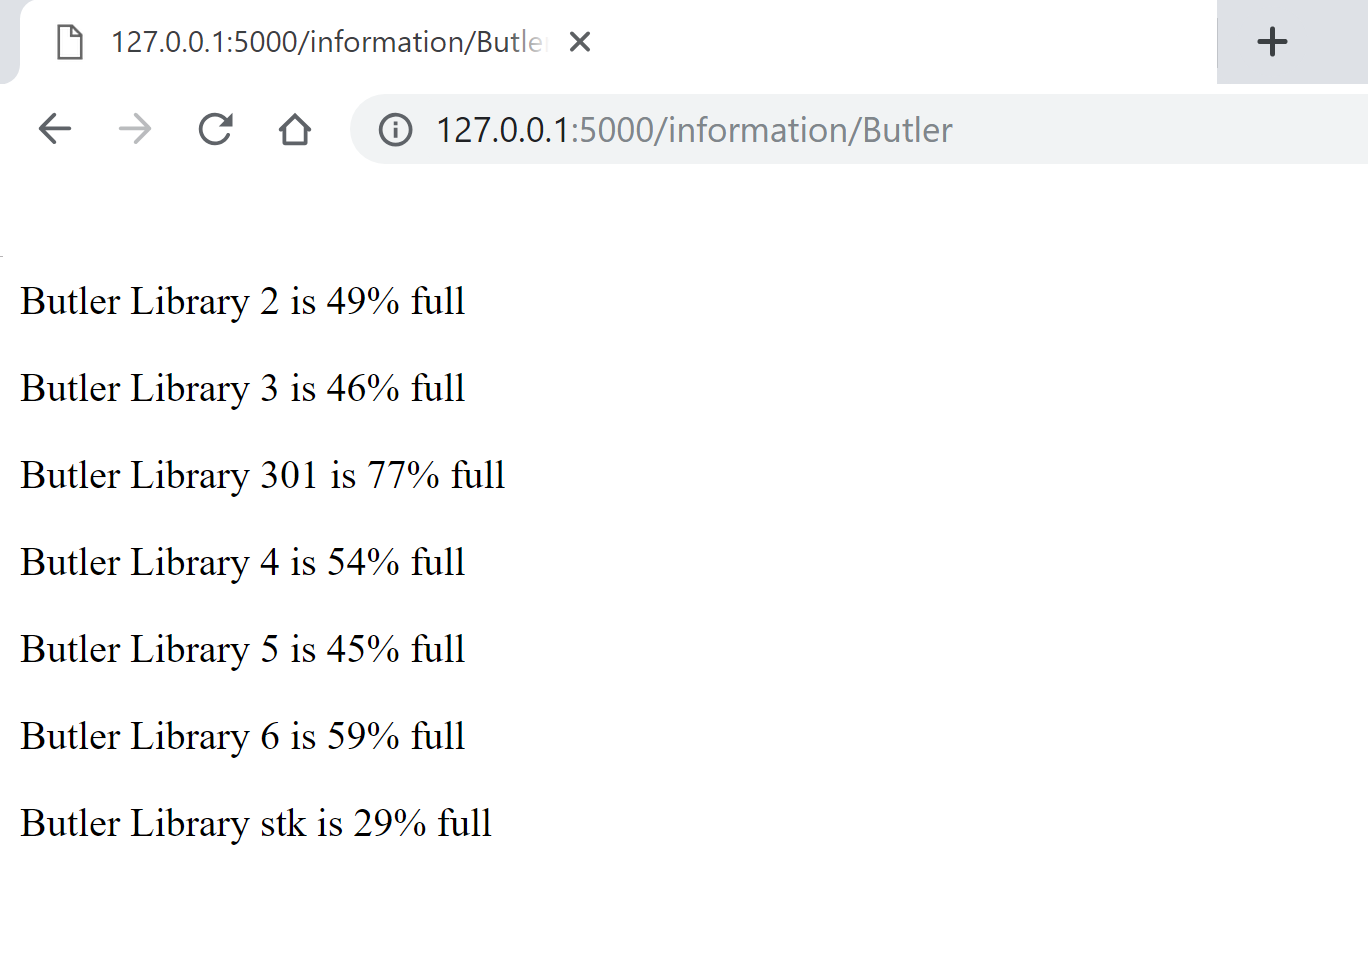 127.0.0.1:5000/information/Butle
127.0.0.1:5000/information/Butler
Butler Library 2 is 49% full
Butler Library 3 is 46% full
Butler Library 301 is 77% full
Butler Library 4 is 54% full
Butler Library 5 is 45% full
Butler Library 6 is 59% full
Butler Library stk is 29% full